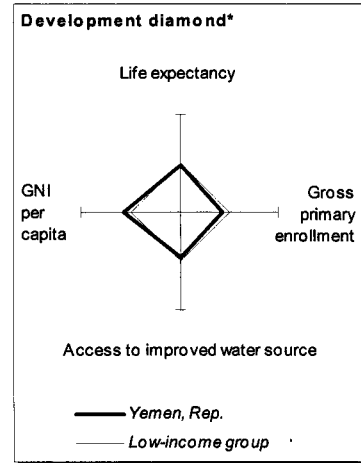 Development diamond*
Life expectancy
GNI
per
capita
Gross
primary
enrollment
Access to improved water source
Yemen, Rep.
Low-income group